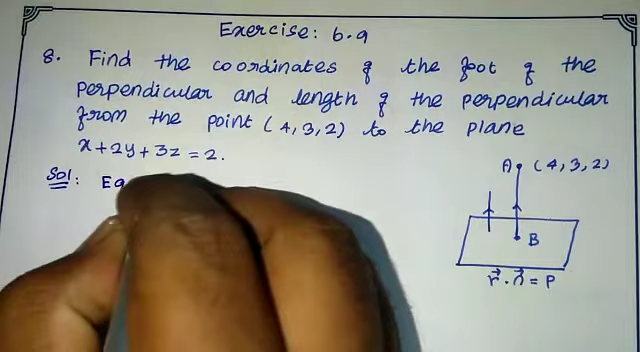 Exercise: 6.9
8. Find the coordinates of the foot of the
perpendicular and length of the perpendicular
from the point (4,3,2) to the plane
x+2y+3z=2.
Sol: Eq
A (4,3,2)
B
r⃗.n⃗=P